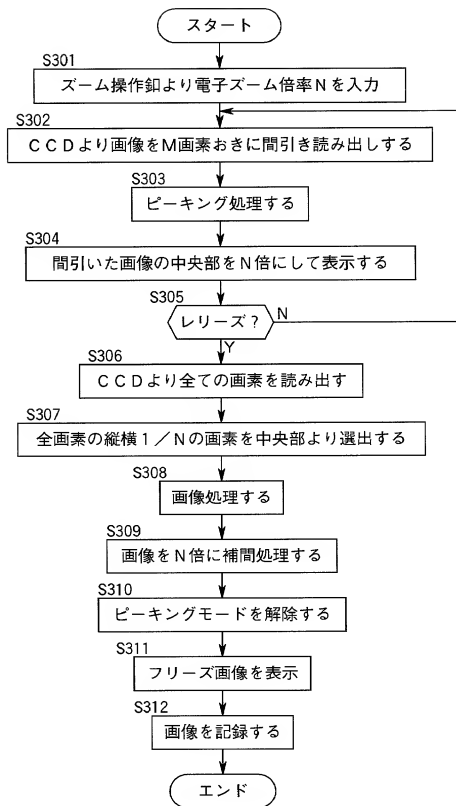 スタート
S301
ズーム操作釦より電子ズーム倍率Nを入力
S302
CCDより画像をM画素おきに間引き読み出しする
S303
ピーキング処理する
S304
間引いた画像の中央部をN倍にして表示する
S305
レリーズ?
N
Y
S306
CCDより全ての画素を読み出す
S307
全画素の縦横1/Nの画素を中央部より選出する
S308
画像処理する
S309
画像をN倍に補間処理する
S310
ピーキングモードを解除する
S311
フリーズ画像を表示
S312
画像を記録する
エンド